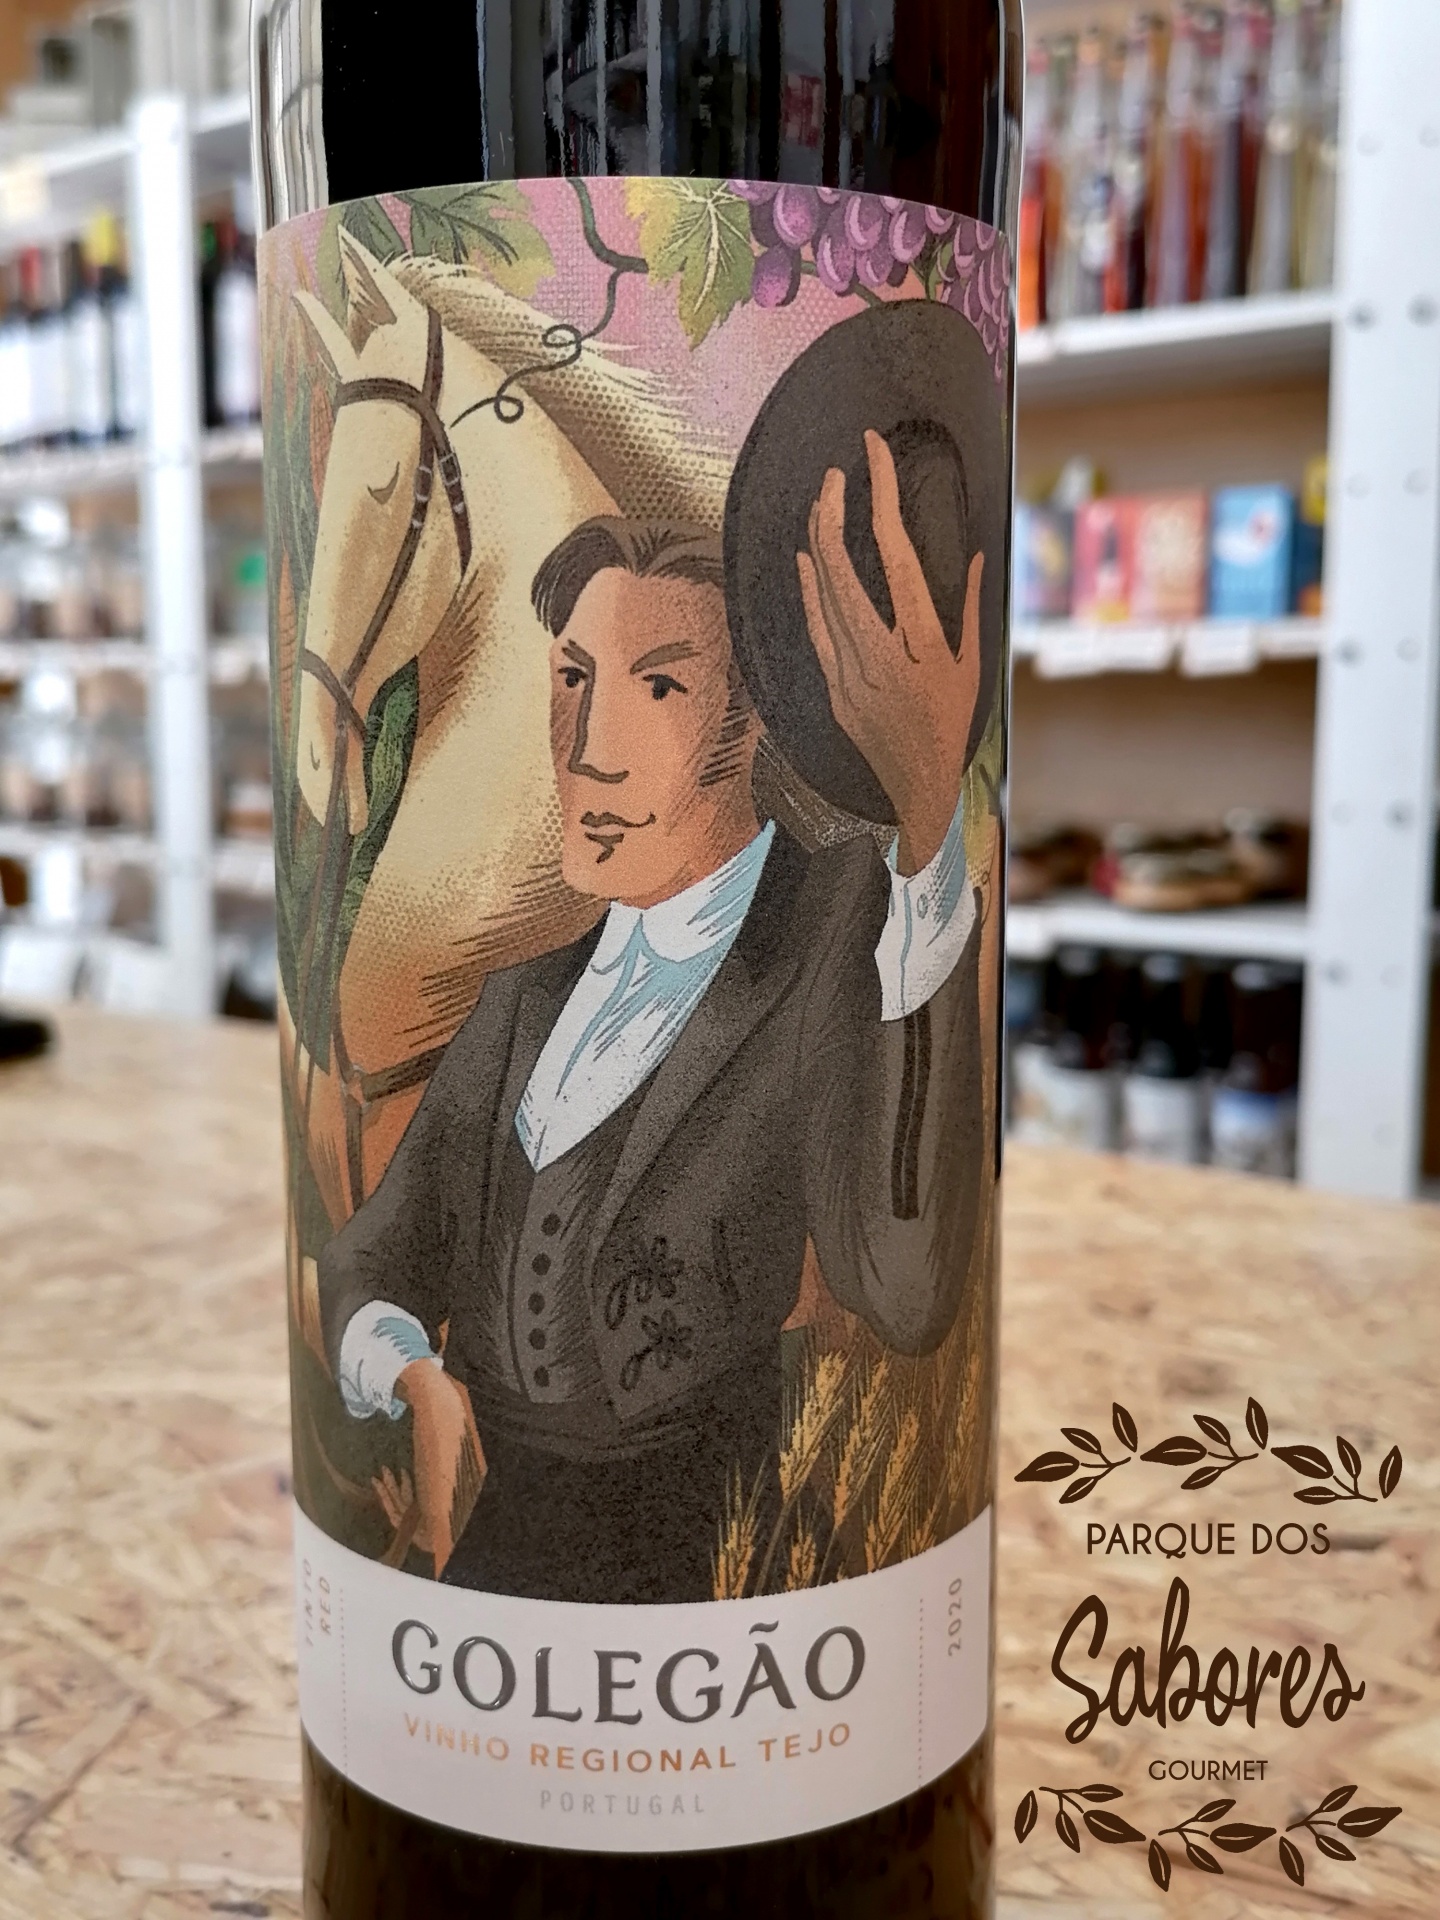 TINTO
RED
GOLEGÃO
VINHO REGIONAL TEJO
PORTUGAL
2020
PARQUE DOS
Sabores
GOURMET